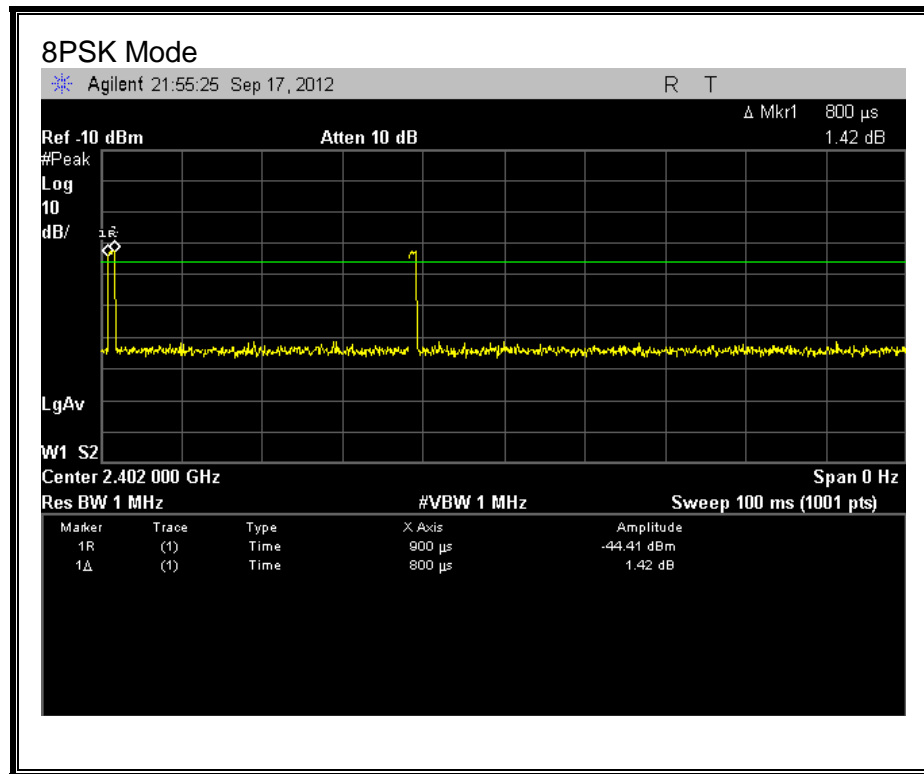 8PSK Mode
Agilent 21:55:25 Sep 17, 2012 R T
Δ Mkr1 800 μs
Ref -10 dBm Atten 10 dB 1.42 dB
#Peak
Log
10
dB/
1R
LgAv
W1 S2
Center 2.402 000 GHz Span 0 Hz
Res BW 1 MHz #VBW 1 MHz Sweep 100 ms (1001 pts)
Marker Trace Type X Axis Amplitude
1R (1) Time 900 μs -44.41 dBm
1Δ (1) Time 800 μs 1.42 dB